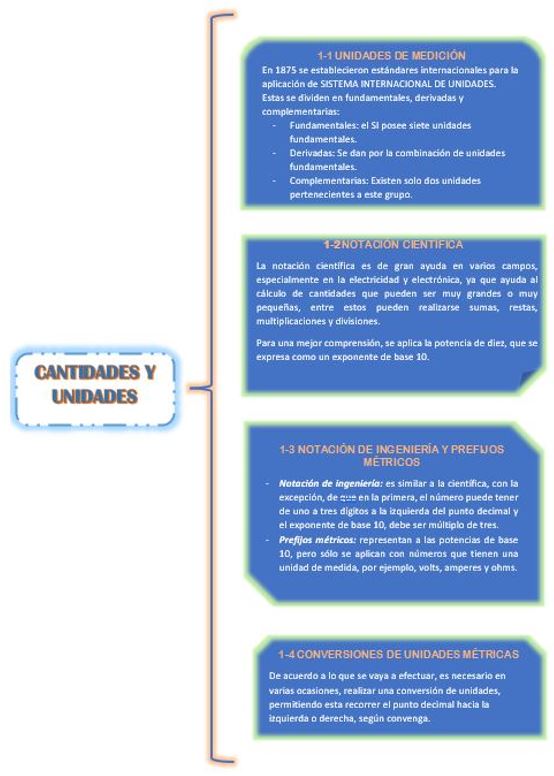 1-1 UNIDADES DE MEDICIÓN
En 1875 se establecieron estándares internacionales para la
aplicación de SISTEMA INTERNACIONAL DE UNIDADES.
Estas se dividen en fundamentales, derivadas y
complementarias:
- Fundamentales: el SI posee siete unidades
fundamentales.
- Derivadas: Se dan por la combinación de unidades
fundamentales.
- Complementarias: Existen solo dos unidades
pertenecientes a este grupo.
1-2 NOTACIÓN CIENTÍFICA
La notación científica es de gran ayuda en varios campos,
especialmente en la electricidad y electrónica, ya que ayuda al
cálculo de cantidades que pueden ser muy grandes o muy
pequeñas, entre estos pueden realizarse sumas, restas,
multiplicaciones y divisiones.
Para una mejor comprensión, se aplica la potencia de diez, que se
expresa como un exponente de base 10.
CANTIDADES Y
UNIDADES
1-3 NOTACIÓN DE INGENIERÍA Y PREFIJOS
MÉTRICOS
- Notación de ingeniería: es similar a la científica, con la
excepción, de que en la primera, el número puede tener
de uno a tres dígitos a la izquierda del punto decimal y
el exponente de base 10, debe ser múltiplo de tres.
- Prefijos métricos: representan a las potencias de base
10, pero sólo se aplican con números que tienen una
unidad de medida, por ejemplo, volts, amperes y ohms.
1-4 CONVERSIONES DE UNIDADES MÉTRICAS
De acuerdo a lo que se vaya a efectuar, es necesario en
varias ocasiones, realizar una conversión de unidades,
permitiendo esta recorrer el punto decimal hacia la
izquierda o derecha, según convenga.